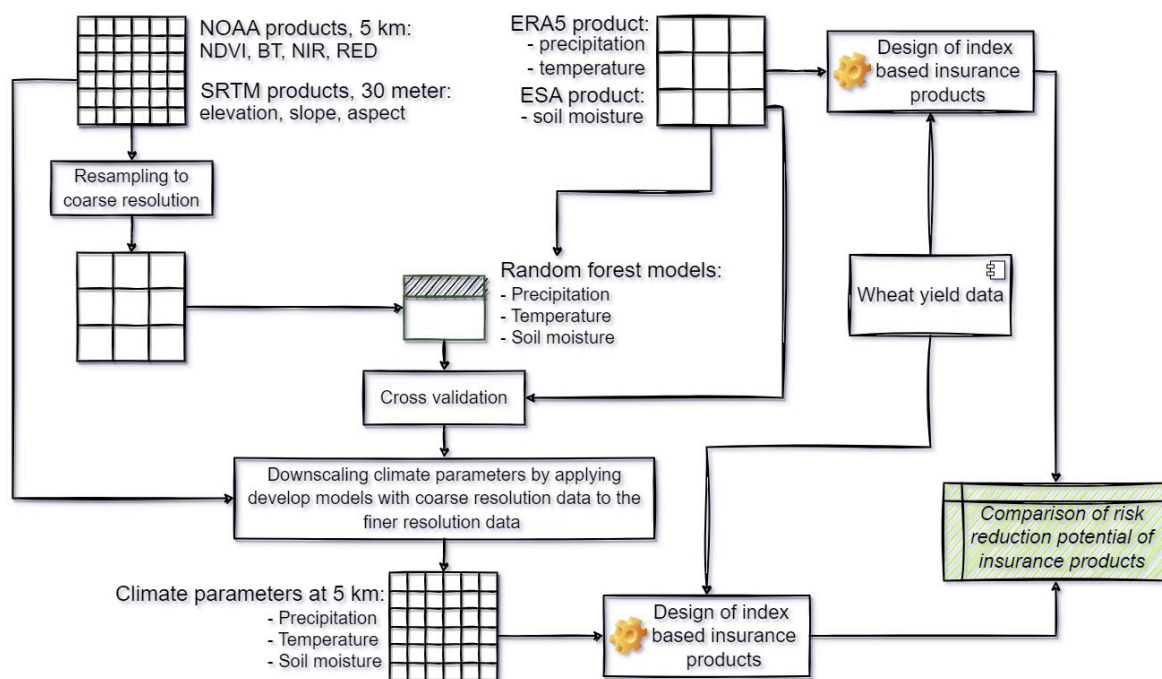 NOAA products, 5 km:
NDVI, BT, NIR, RED
SRTM products, 30 meter:
elevation, slope, aspect
ERA5 product:
- precipitation
- temperature
ESA product:
- soil moisture
Design of index
based insurance
products
Resampling to
coarse resolution
Random forest models:
- Precipitation
- Temperature
- Soil moisture
Wheat yield data
Cross validation
Downscaling climate parameters by applying
develop models with coarse resolution data to the
finer resolution data
Comparison of risk
reduction potential of
insurance products
Climate parameters at 5 km:
- Precipitation
- Temperature
- Soil moisture
Design of index
based insurance
products